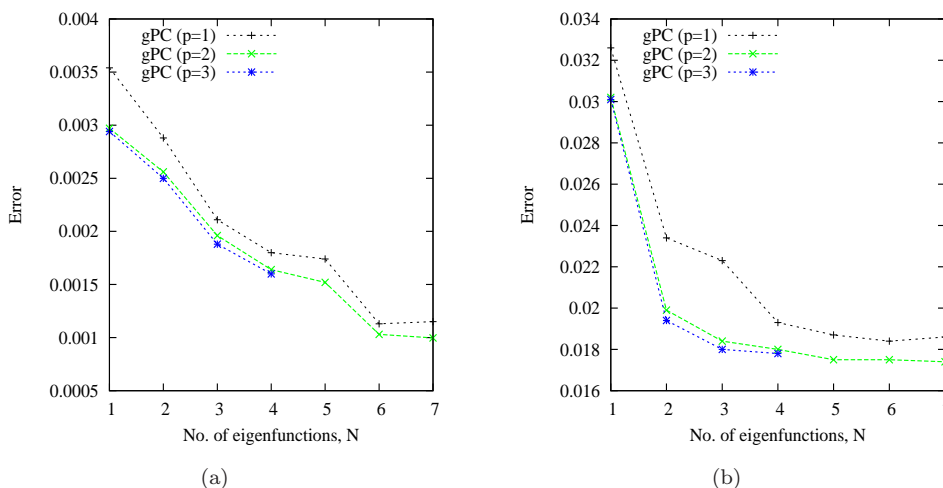 0.004
0.0035
0.003
0.0025
0.002
0.0015
0.001
0.0005
Error
gPC (p=1)
gPC (p=2)
gPC (p=3)
1 2 3 4 5 6 7
No. of eigenfunctions, N
(a)
0.034
0.032
0.03
0.028
0.026
0.024
0.022
0.02
0.018
0.016
Error
gPC (p=1)
gPC (p=2)
gPC (p=3)
1 2 3 4 5 6
No. of eigenfunctions, N
(b)